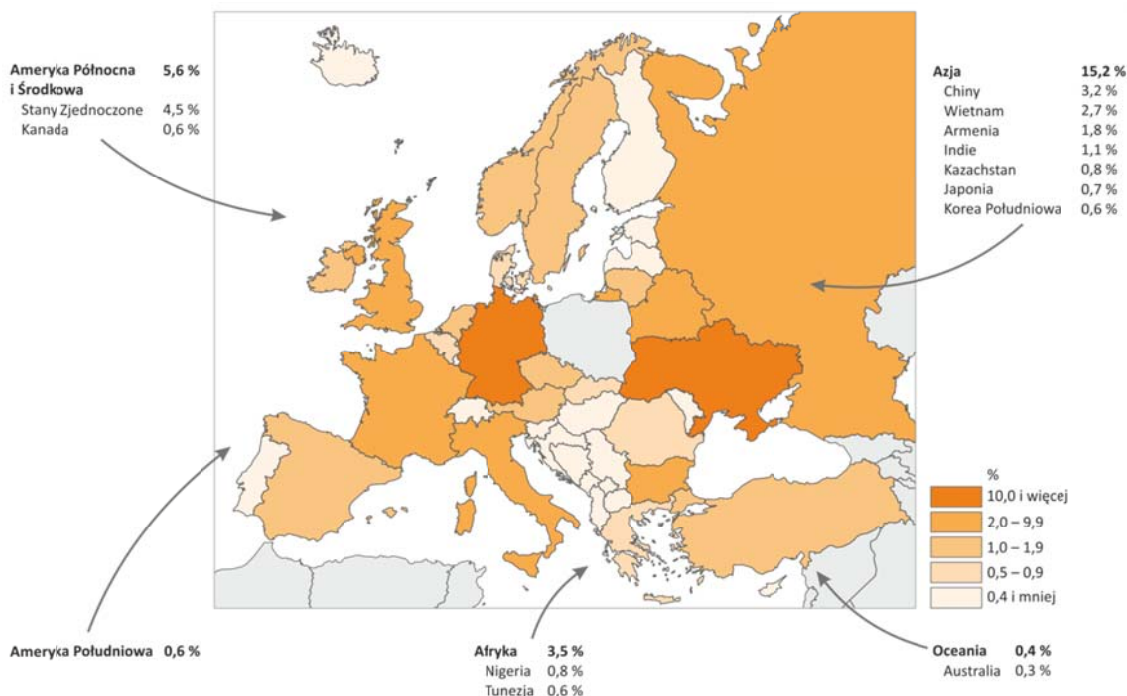 Ameryka Północna 5,6 %
i Środkowa
Stany Zjednoczone 4,5 %
Kanada 0,6 %
Azja 15,2 %
Chiny 3,2 %
Wietnam 2,7 %
Armenia 1,8 %
Indie 1,1 %
Kazachstan 0,8 %
Japonia 0,7 %
Korea Południowa 0,6 %
%
10,0 i więcej
2,0 – 9,9
1,0 – 1,9
0,5 – 0,9
0,4 i mniej
Ameryka Południowa 0,6 %
Afryka 3,5 %
Nigeria 0,8 %
Tunezja 0,6 %
Oceania 0,4 %
Australia 0,3 %